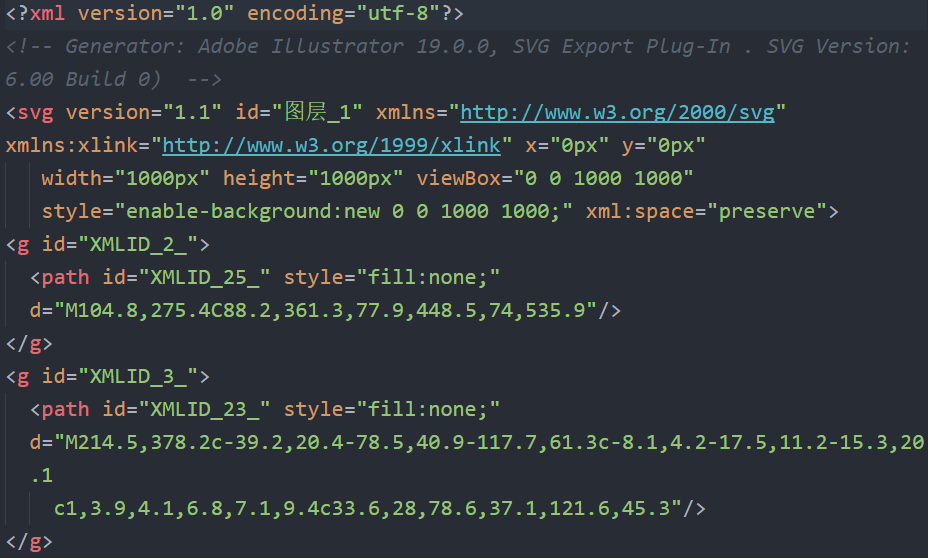 <?xml version="1.0" encoding="utf-8"?>
<!-- Generator: Adobe Illustrator 19.0.0, SVG Export Plug-In . SVG Version:
6.00 Build 0)  -->
<svg version="1.1" id="图层_1" xmlns="http://www.w3.org/2000/svg"
xmlns:xlink="http://www.w3.org/1999/xlink" x="0px" y="0px"
width="1000px" height="1000px" viewBox="0 0 1000 1000"
style="enable-background:new 0 0 1000 1000;" xml:space="preserve">
<g id="XMLID_2_">
<path id="XMLID_25_" style="fill:none;"
d="M104.8,275.4C88.2,361.3,77.9,448.5,74,535.9"/>
</g>
<g id="XMLID_3_">
<path id="XMLID_23_" style="fill:none;"
d="M214.5,378.2c-39.2,20.4-78.5,40.9-117.7,61.3c-8.1,4.2-17.5,11.2-15.3,20
.1
c1,3.9,4.1,6.8,7.1,9.4c33.6,28,78.6,37.1,121.6,45.3"/>
</g>